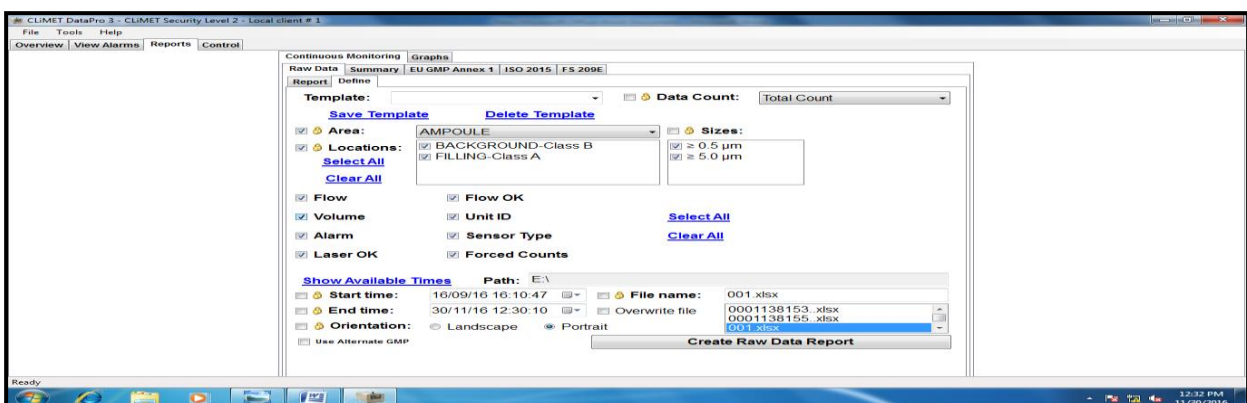 CLiMET DataPro 3 - CLiMET Security Level 2 - Local client # 1
File Tools Help
Overview View Alarms Reports Control
Continuous Monitoring Graphs
Raw Data Summary EU GMP Annex 1 ISO 2015 FS 209E
Report Define
Template: Data Count: Total Count
Save Template Delete Template
Area: AMPOULE Sizes:
Locations: BACKGROUND-Class B ≥ 0.5 µm
Select All FILLING-Class A ≥ 5.0 µm
Clear All
Flow Flow OK
Volume Unit ID Select All
Alarm Sensor Type Clear All
Laser OK Forced Counts
Show Available Times Path: E:\
Start time: 16/09/16 16:10:47 File name: 001.xlsx
End time: 30/11/16 12:30:10 Overwrite file 0001138153..xlsx
0001138155..xlsx
Orientation: Landscape Portrait 001.xlsx
Use Alternate GMP Create Raw Data Report
Ready
12:32 PM
11/30/2016